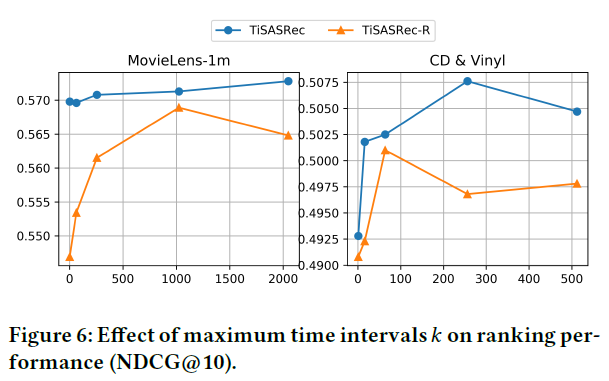 TiSASRec TiSASRec-R
MovieLens-1m CD & Vinyl
0.570
0.565
0.560
0.555
0.550
0 500 1000 1500 2000
0.5075
0.5050
0.5025
0.5000
0.4975
0.4950
0.4925
0.4900
0 100 200 300 400 500
Figure 6: Effect of maximum time intervals k on ranking per-
formance (NDCG@10).